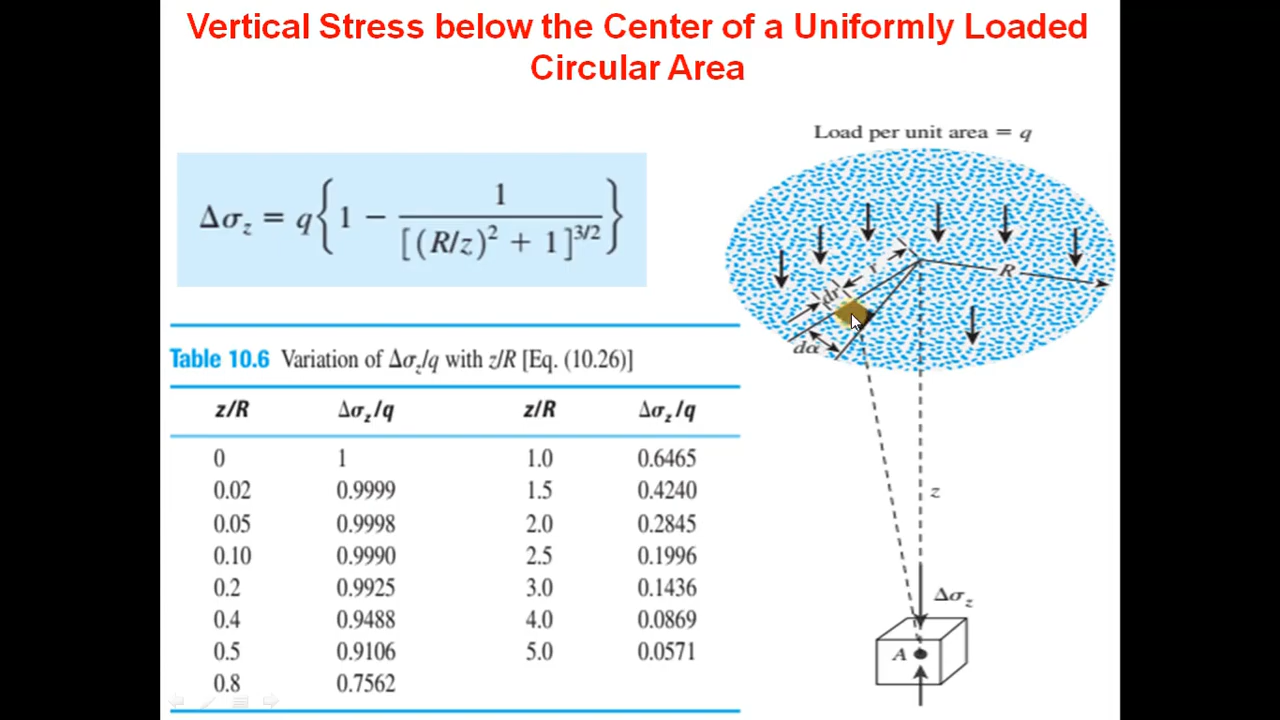 Vertical Stress below the Center of a Uniformly Loaded
Circular Area
Load per unit area = q
Δσz = q{1 − 1/[(R/z)² + 1]^3/2}
R
r
dr
dα
Table 10.6 Variation of Δσz/q with z/R [Eq. (10.26)]
z/R Δσz/q z/R Δσz/q
0 1 1.0 0.6465
0.02 0.9999 1.5 0.4240
0.05 0.9998 2.0 0.2845
0.10 0.9990 2.5 0.1996
0.2 0.9925 3.0 0.1436
0.4 0.9488 4.0 0.0869
0.5 0.9106 5.0 0.0571
0.8 0.7562
z
Δσz
A